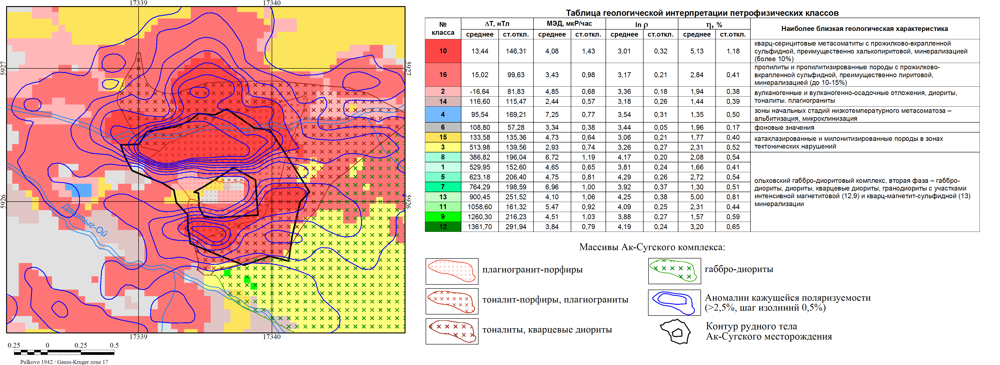 17339 17340
5927 5927
5926 5926
Даштыг-Ой
17339 17340
0.25 0 0.25 0.5
Pulkovo 1942 / Gauss-Kruger zone 17
Таблица геологической интерпретации петрофизических классов
№ класса ΔT, нТл МЭД, мкР/час ln ρ η, % Наиболее близкая геологическая характеристика
среднее ст.откл. среднее ст.откл. среднее ст.откл. среднее ст.откл.
10 13,44 146,31 4,08 1,43 3,01 0,32 5,13 1,18
кварц-серицитовые метасоматиты с прожилково-вкрапленной
сульфидной, преимущественно халькопиритовой, минерализацией
(более 10%)
16 15,02 99,63 3,43 0,98 3,17 0,21 2,84 0,41
пропилиты и пропилитизированные породы с прожилково-
вкрапленной сульфидной, преимущественно пиритовой,
минерализацией (до 10-15%)
2 -16,64 81,83 4,85 0,68 3,36 0,18 1,94 0,38
14 116,60 115,47 2,44 0,57 3,18 0,26 1,44 0,39
вулканогенные и вулканогенно-осадочные отложения, диориты,
тоналиты. плагиограниты
4 95,54 169,21 7,25 0,77 3,54 0,31 1,35 0,50
зоны начальных стадий низкотемпературного метасоматоза –
альбитизация, микроклинизация
6 108,80 57,28 3,34 0,38 3,44 0,05 1,96 0,17 фоновые значения
15 133,58 135,36 4,73 0,64 3,06 0,21 1,77 0,40
3 513,98 139,56 2,93 0,74 3,26 0,27 2,31 0,52
катаклазированные и милонитизированные породы в зонах
тектонических нарушений
8 386,82 196,04 6,72 1,19 4,17 0,20 2,08 0,54
1 529,95 152,60 4,65 0,65 3,81 0,24 1,66 0,41
5 623,18 206,40 4,75 0,81 4,29 0,26 2,72 0,54
7 764,29 198,59 6,96 1,00 3,92 0,37 1,30 0,51
13 900,45 251,52 4,10 1,06 4,25 0,38 5,00 0,81
11 1058,60 161,32 5,47 0,92 4,09 0,25 2,31 0,44
9 1260,30 216,23 4,51 1,03 3,88 0,27 1,57 0,59
12 1361,70 291,94 3,84 0,79 4,19 0,24 3,20 0,65
ольховский габбро-диоритовый комплекс, вторая фаза – габбро-
диориты, диориты, кварцевые диориты, гранодиориты с участками
интенсивной магнетитовой (12,9) и кварц-магнетит-сульфидной (13)
минерализации
Массивы Ак-Сугского комплекса:
плагиогранит-порфиры
тоналит-порфиры, плагиограниты
тоналиты, кварцевые диориты
габбро-диориты
Аномалии кажущейся поляризуемости
(>2,5%, шаг изолиний 0,5%)
Контур рудного тела
Ак-Сугского месторождения